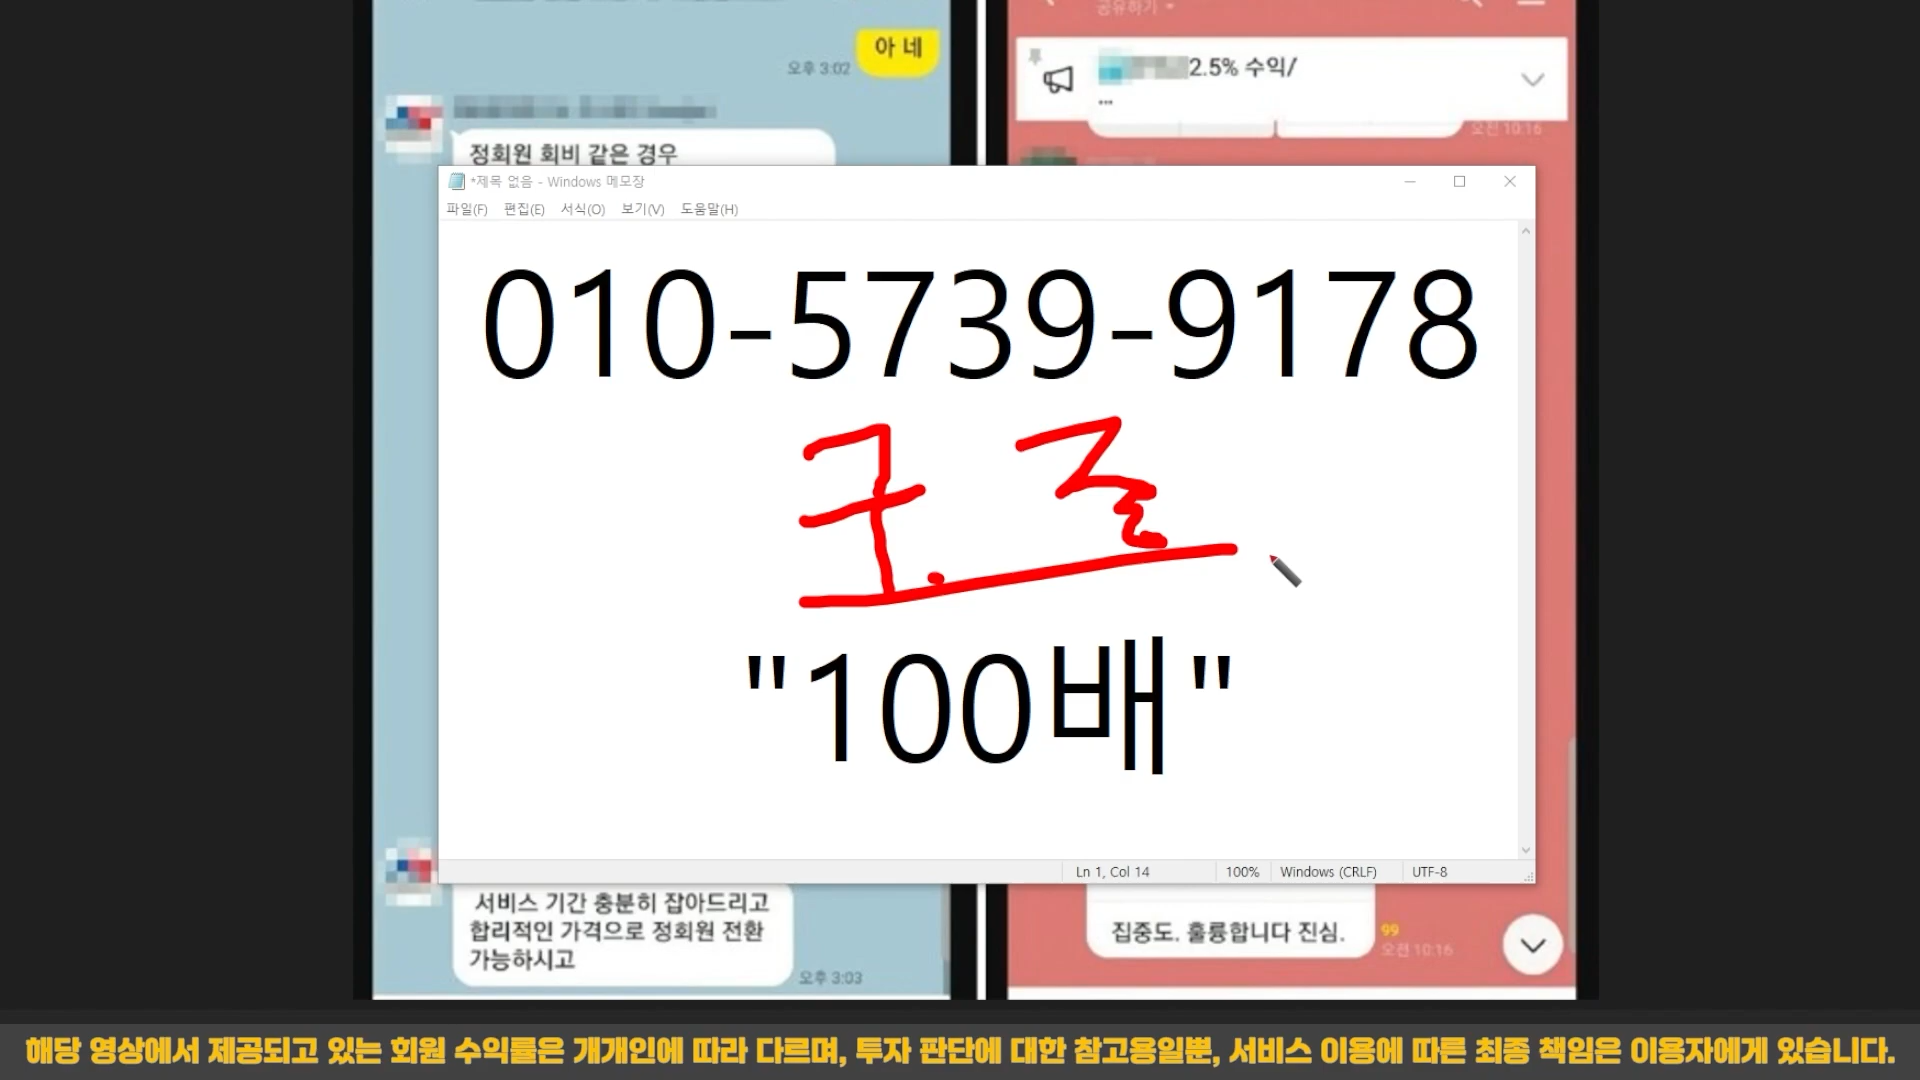 공유하기
아 네
오후 3:02
2.5% 수익/
...
오전 10:16
정회원 회비 같은 경우
*제목 없음 - Windows 메모장
파일(F) 편집(E) 서식(O) 보기(V) 도움말(H)
010-5739-9178
"100배"
Ln 1, Col 14 100% Windows (CRLF) UTF-8
서비스 기간 충분히 잡아드리고
합리적인 가격으로 정회원 전환
가능하시고
오후 3:03
집중도. 훌륭합니다 진심.
99
오전 10:16
해당 영상에서 제공되고 있는 회원 수익률은 개개인에 따라 다르며, 투자 판단에 대한 참고용일뿐, 서비스 이용에 따른 최종 책임은 이용자에게 있습니다.